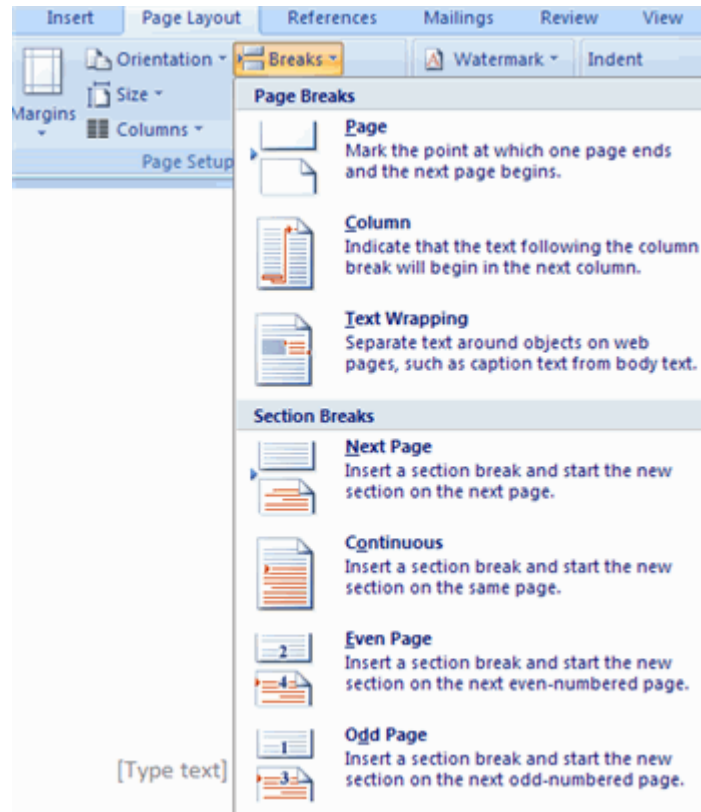 Insert Page Layout References Mailings Review View
Orientation Breaks Watermark Indent
Size
Margins
Columns
Page Setup
Page Breaks
Page
Mark the point at which one page ends
and the next page begins.
Column
Indicate that the text following the column
break will begin in the next column.
Text Wrapping
Separate text around objects on web
pages, such as caption text from body text.
Section Breaks
Next Page
Insert a section break and start the new
section on the next page.
Continuous
Insert a section break and start the new
section on the same page.
Even Page
2
Insert a section break and start the new
4
section on the next even-numbered page.
Odd Page
1
Insert a section break and start the new
3
section on the next odd-numbered page.
[Type text]